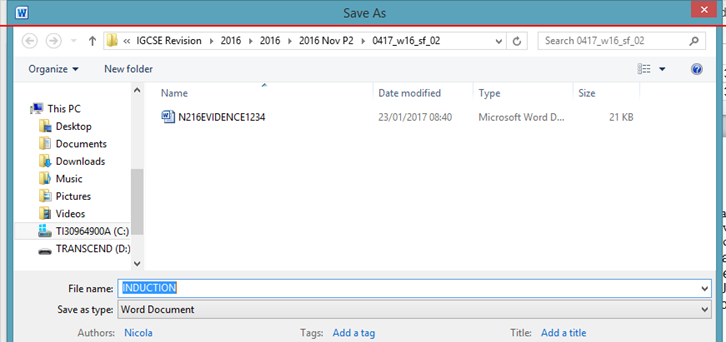 Save As
IGCSE Revision 2016 2016 2016 Nov P2 0417_w16_sf_02 Search 0417_w16_sf_02
Organize New folder
Name Date modified Type Size
This PC
N216EVIDENCE1234 23/01/2017 08:40 Microsoft Word D... 21 KB
Desktop
Documents
Downloads
Music
Pictures
Videos
TI30964900A (C:)
TRANSCEND (D:)
File name: INDUCTION
Save as type: Word Document
Authors: Nicola Tags: Add a tag Title: Add a title